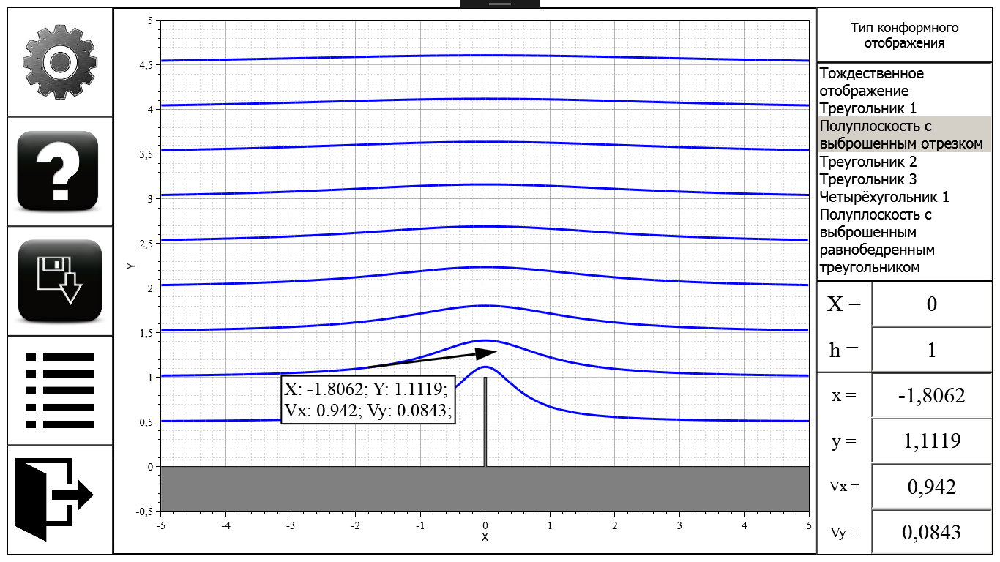 5
4,5
4
3,5
3
2,5
2
1,5
1
0,5
0
-0,5
Y
-5
-4
-3
-2
-1
0
1
2
3
4
5
X
X: -1.8062; Y: 1.1119;
Vx: 0.942; Vy: 0.0843;
Тип конформного
отображения
Тождественное
отображение
Треугольник 1
Полуплоскость с
выброшенным отрезком
Треугольник 2
Треугольник 3
Четырёхугольник 1
Полуплоскость с
выброшенным
равнобедренным
треугольником
X = 0
h = 1
x = -1,8062
y = 1,1119
Vx = 0,942
Vy = 0,0843